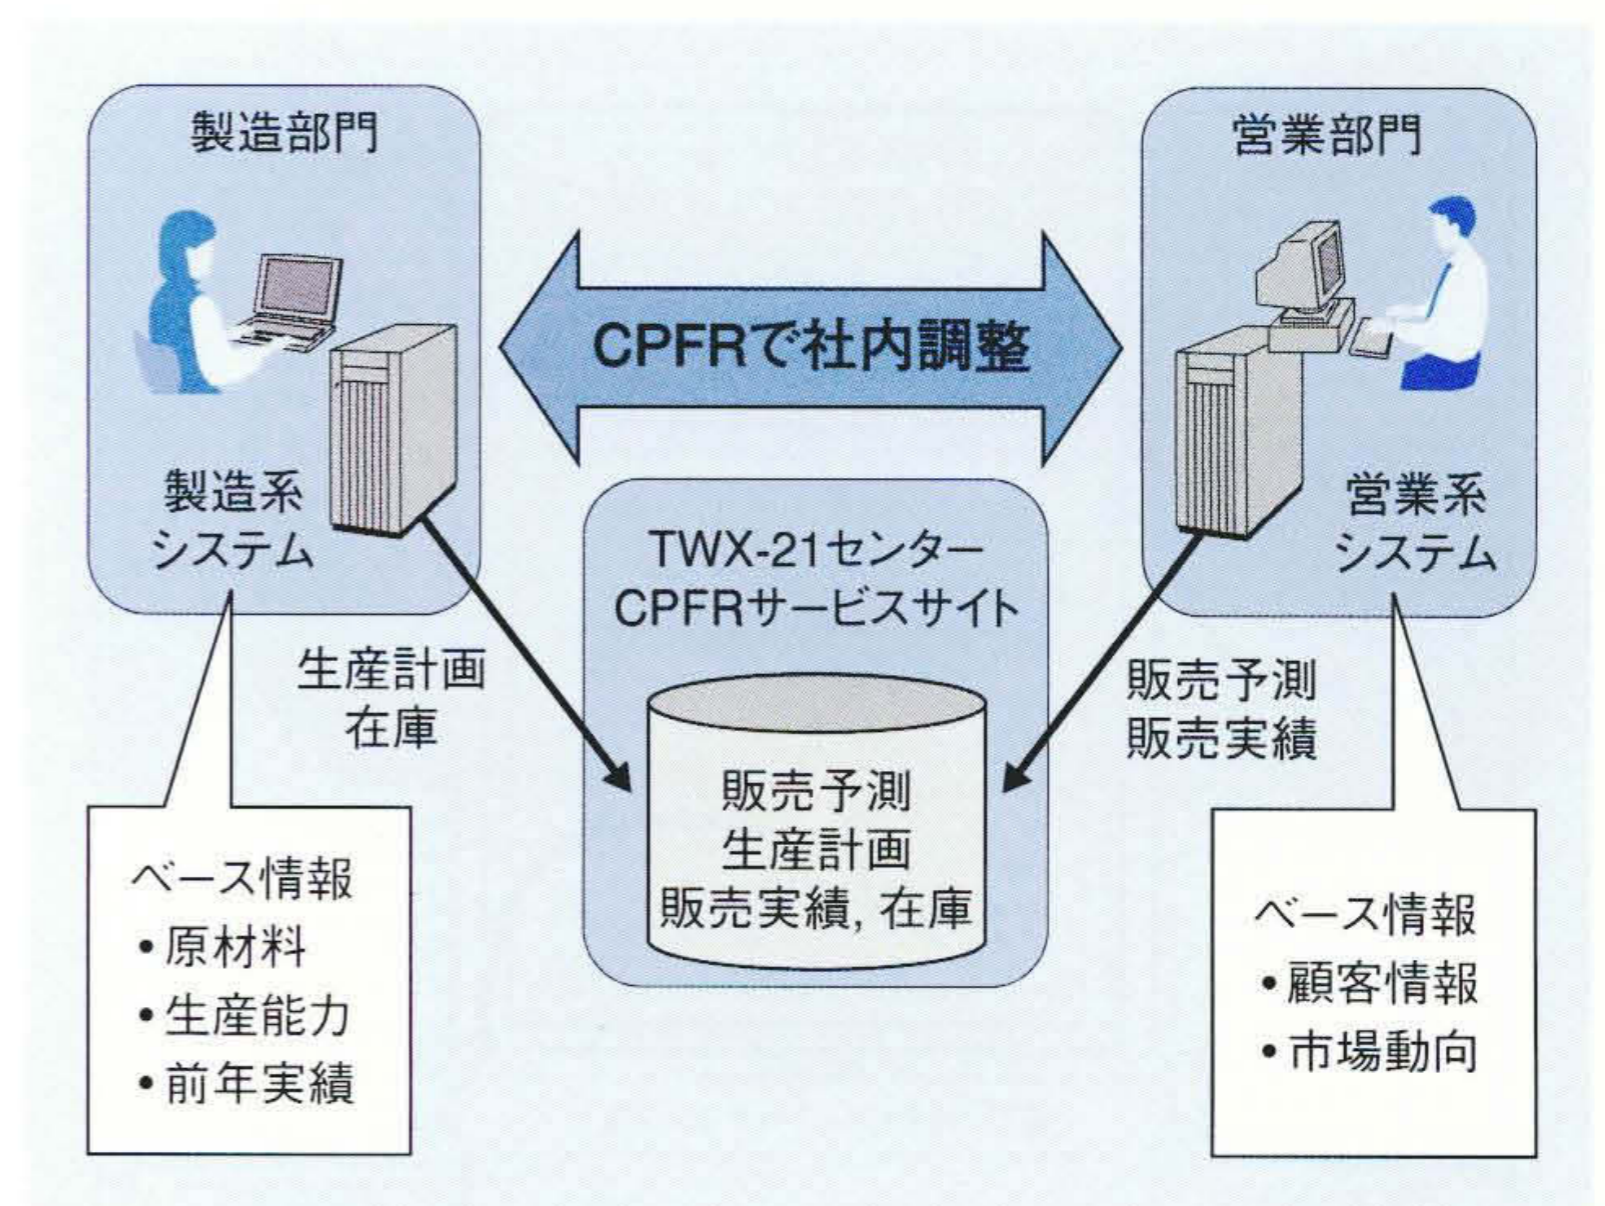 製造部門
営業部門
CPFRで社内調整
製造系
システム
営業系
システム
TWX-21センター
CPFRサービスサイト
生産計画
在庫
販売予測
販売実績
販売予測
生産計画
販売実績, 在庫
ベース情報
•原材料
•生産能力
•前年実績
ベース情報
•顧客情報
•市場動向